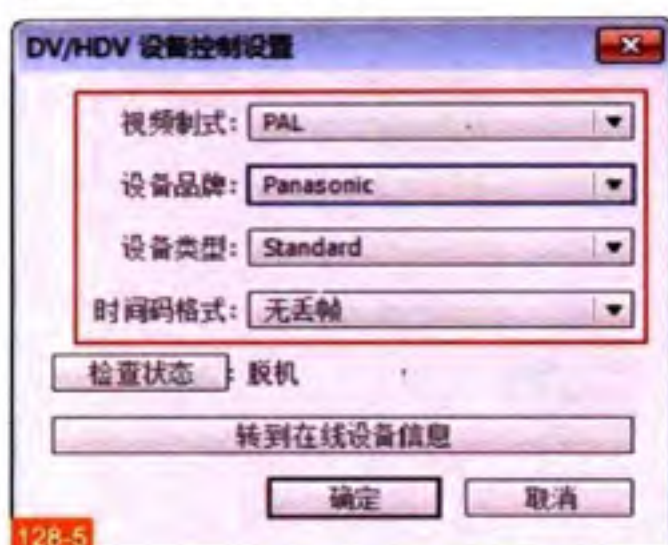 DV/HDV 设备控制设置
视频制式: PAL
设备品牌: Panasonic
设备类型: Standard
时间码格式: 无丢帧
检查状态 : 脱机
转到在线设备信息
确定 取消
128-5